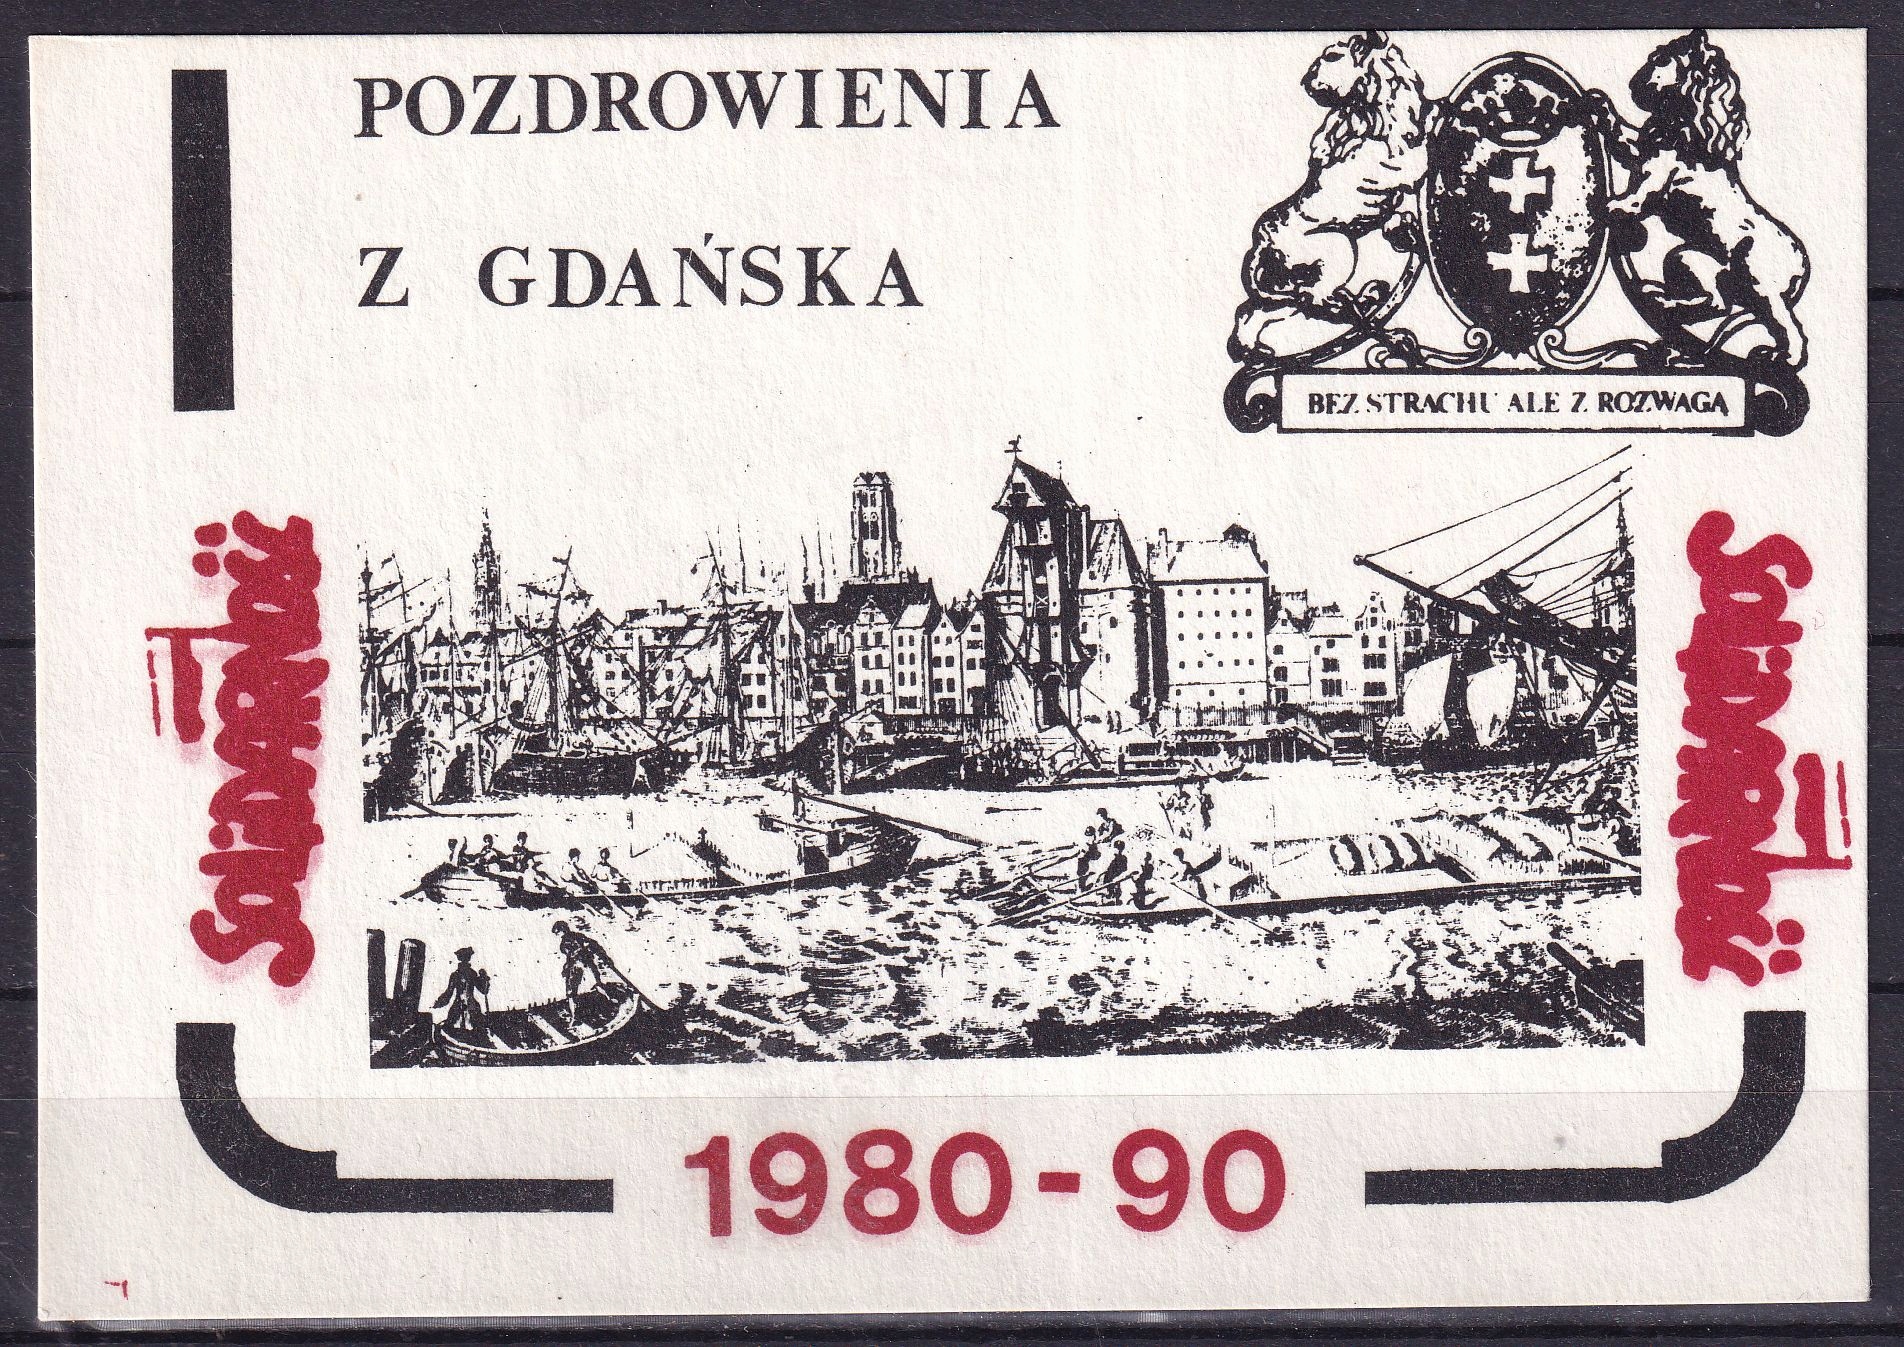 POZDROWIENIA
Z GDAŃSKA
BEZ STRACHU ALE Z ROZWAGĄ
SOLIDARNOŚĆ
SOLIDARNOŚĆ
1980-90